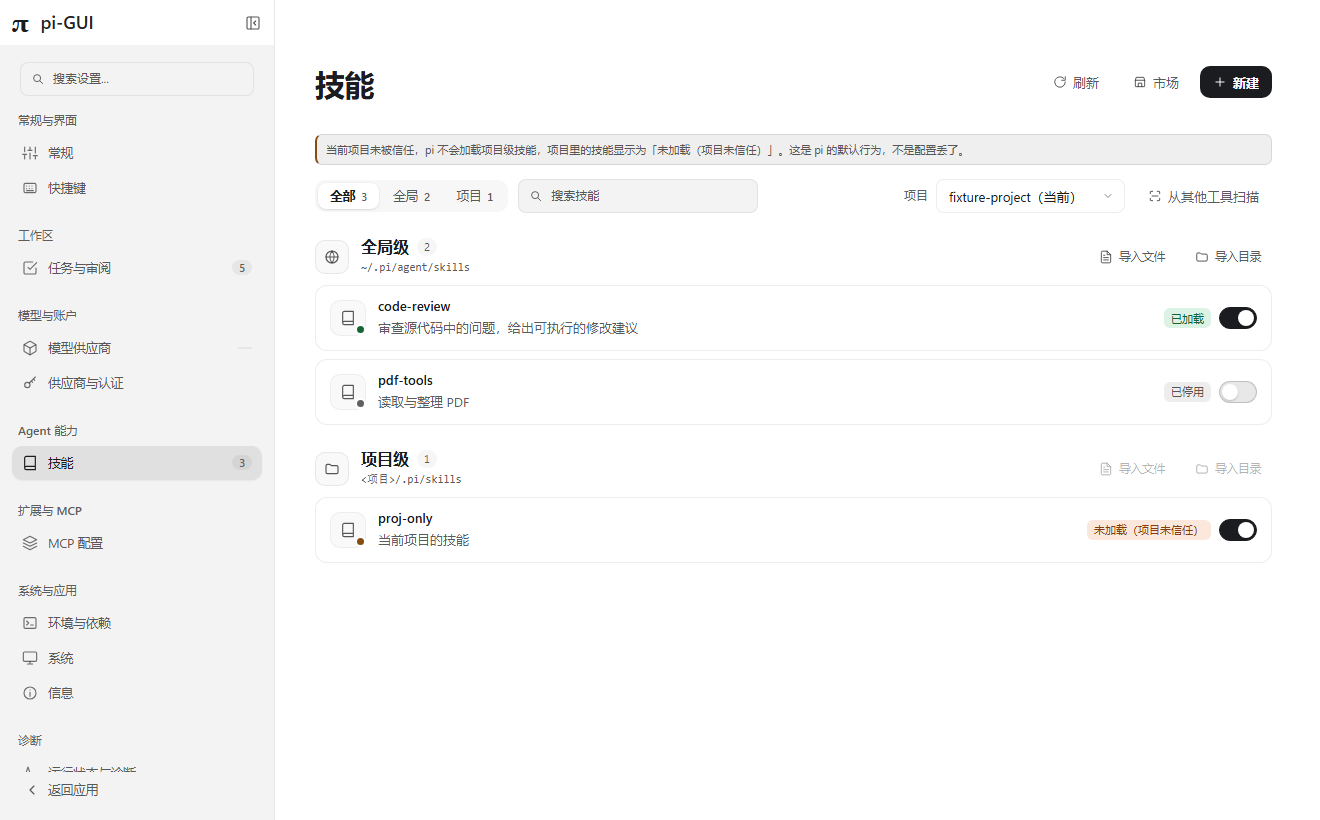 π pi-GUI
搜索设置...
常规与界面
常规
快捷键
工作区
任务与审阅 5
模型与账户
模型供应商 —
供应商与认证
Agent 能力
技能 3
扩展与 MCP
MCP 配置
系统与应用
环境与依赖
系统
信息
诊断
运行状态与诊断
返回应用
技能
刷新 市场 + 新建
当前项目未被信任，pi 不会加载项目级技能，项目里的技能显示为「未加载（项目未信任）」。这是 pi 的默认行为，不是配置丢了。
全部 3 全局 2 项目 1 搜索技能 项目 fixture-project（当前） 从其他工具扫描
全局级 2
~/.pi/agent/skills
导入文件 导入目录
code-review
审查源代码中的问题，给出可执行的修改建议
已加载
pdf-tools
读取与整理 PDF
已停用
项目级 1
<项目>/.pi/skills
导入文件 导入目录
proj-only
当前项目的技能
未加载（项目未信任）